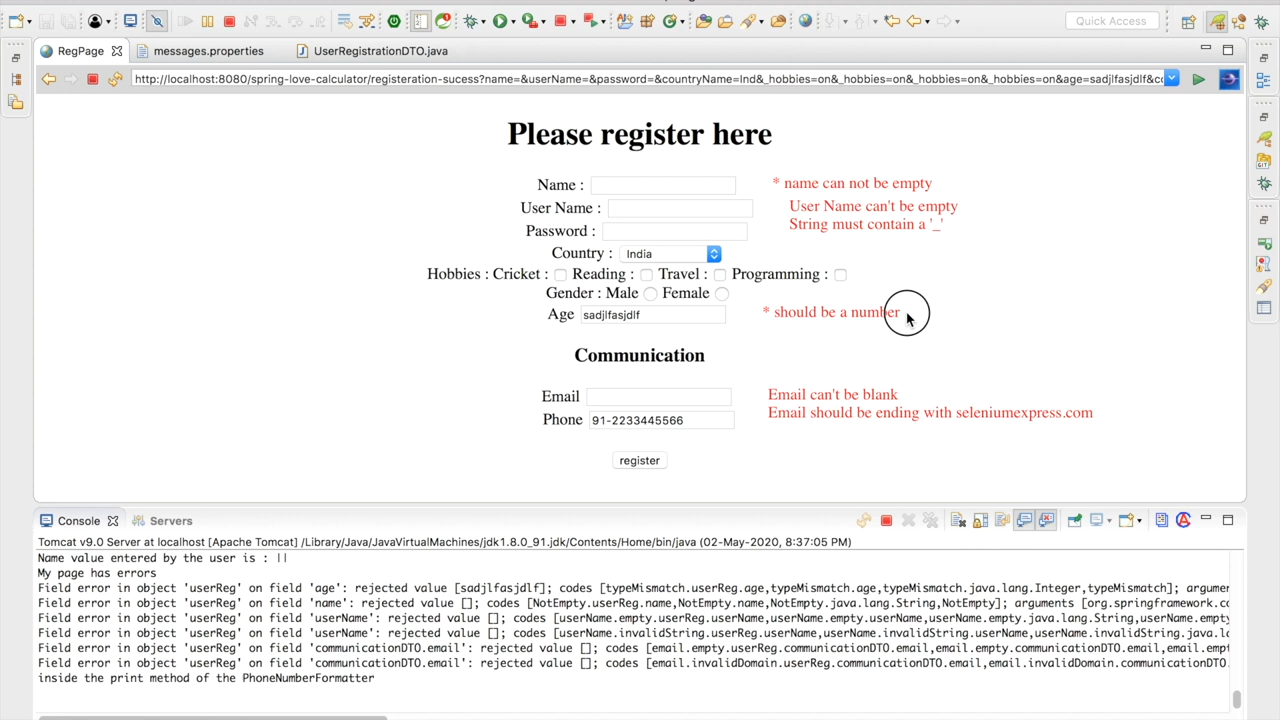 Quick Access
RegPage messages.properties UserRegistrationDTO.java
http://localhost:8080/spring-love-calculator/registeration-sucess?name=&userName=&password=&countryName=Ind&_hobbies=on&_hobbies=on&_hobbies=on&_hobbies=on&age=sadjlfasjdlf&cc
Please register here
Name : * name can not be empty
User Name : User Name can't be empty
String must contain a '_'
Password :
Country : India
Hobbies : Cricket : Reading : Travel : Programming :
Gender : Male Female
Age sadjlfasjdlf * should be a number
Communication
Email Email can't be blank
Email should be ending with seleniumexpress.com
Phone 91-2233445566
register
Console Servers
Tomcat v9.0 Server at localhost [Apache Tomcat] /Library/Java/JavaVirtualMachines/jdk1.8.0_91.jdk/Contents/Home/bin/java (02-May-2020, 8:37:05 PM)
Name value entered by the user is : ||
My page has errors
Field error in object 'userReg' on field 'age': rejected value [sadjlfasjdlf]; codes [typeMismatch.userReg.age,typeMismatch.age,typeMismatch.java.lang.Integer,typeMismatch]; argumen
Field error in object 'userReg' on field 'name': rejected value []; codes [NotEmpty.userReg.name,NotEmpty.name,NotEmpty.java.lang.String,NotEmpty]; arguments [org.springframework.co
Field error in object 'userReg' on field 'userName': rejected value []; codes [userName.empty.userReg.userName,userName.empty.userName,userName.empty.java.lang.String,userName.empty
Field error in object 'userReg' on field 'userName': rejected value []; codes [userName.invalidString.userReg.userName,userName.invalidString.userName,userName.invalidString.java.lo
Field error in object 'userReg' on field 'communicationDTO.email': rejected value []; codes [email.empty.userReg.communicationDTO.email,email.empty.communicationDTO.email,email.empt
Field error in object 'userReg' on field 'communicationDTO.email': rejected value []; codes [email.invalidDomain.userReg.communicationDTO.email,email.invalidDomain.communicationDTO.
inside the print method of the PhoneNumberFormatter